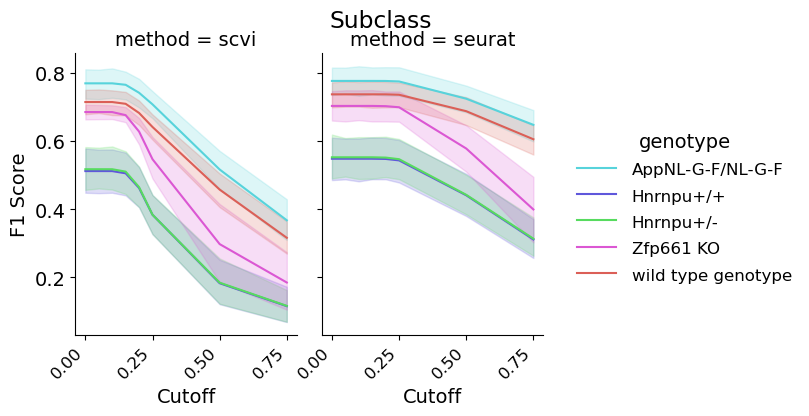 Subclass
method = scvi
method = seurat
F1 Score
0.8
0.6
0.4
0.2
0.00
0.25
0.50
0.75
Cutoff
0.00
0.25
0.50
0.75
Cutoff
genotype
AppNL-G-F/NL-G-F
Hnrnpu+/+
Hnrnpu+/-
Zfp661 KO
wild type genotype